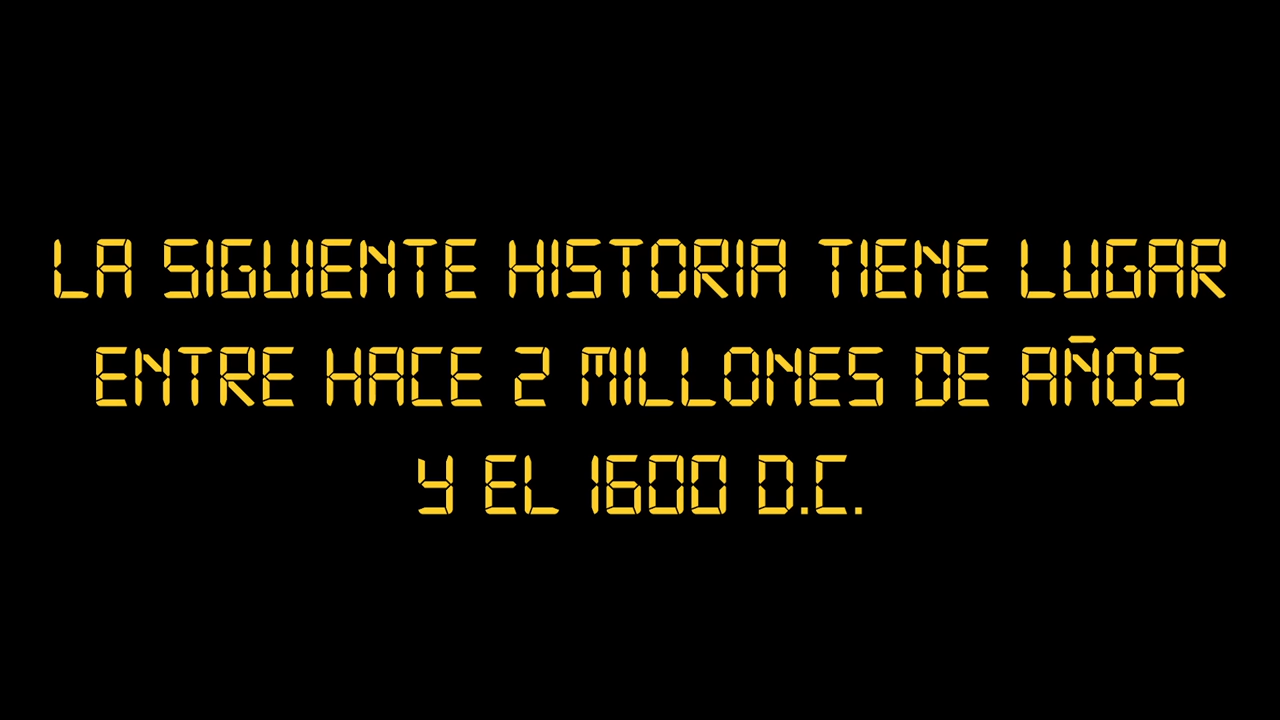 LA SIGUIENTE HISTORIA TIENE LUGAR
ENTRE HACE 2 MILLONES DE AÑOS
Y EL 1600 D.C.